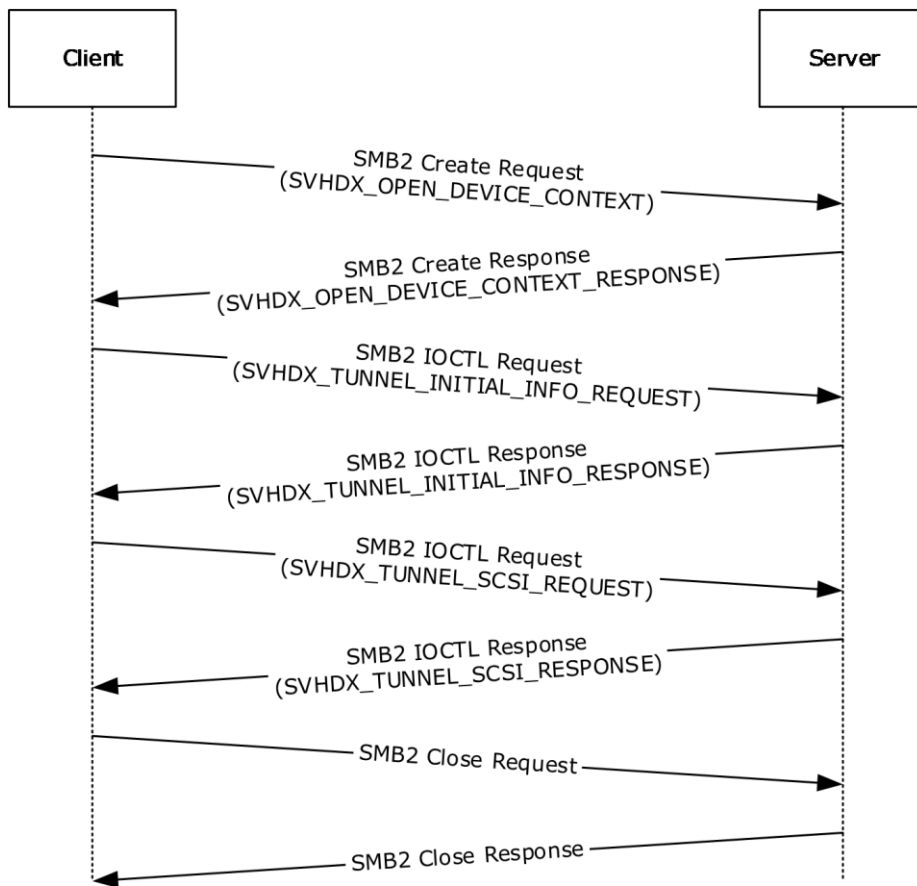 Client
Server
SMB2 Create Request
(SVHDX_OPEN_DEVICE_CONTEXT)
SMB2 Create Response
(SVHDX_OPEN_DEVICE_CONTEXT_RESPONSE)
SMB2 IOCTL Request
(SVHDX_TUNNEL_INITIAL_INFO_REQUEST)
SMB2 IOCTL Response
(SVHDX_TUNNEL_INITIAL_INFO_RESPONSE)
SMB2 IOCTL Request
(SVHDX_TUNNEL_SCSI_REQUEST)
SMB2 IOCTL Response
(SVHDX_TUNNEL_SCSI_RESPONSE)
SMB2 Close Request
SMB2 Close Response